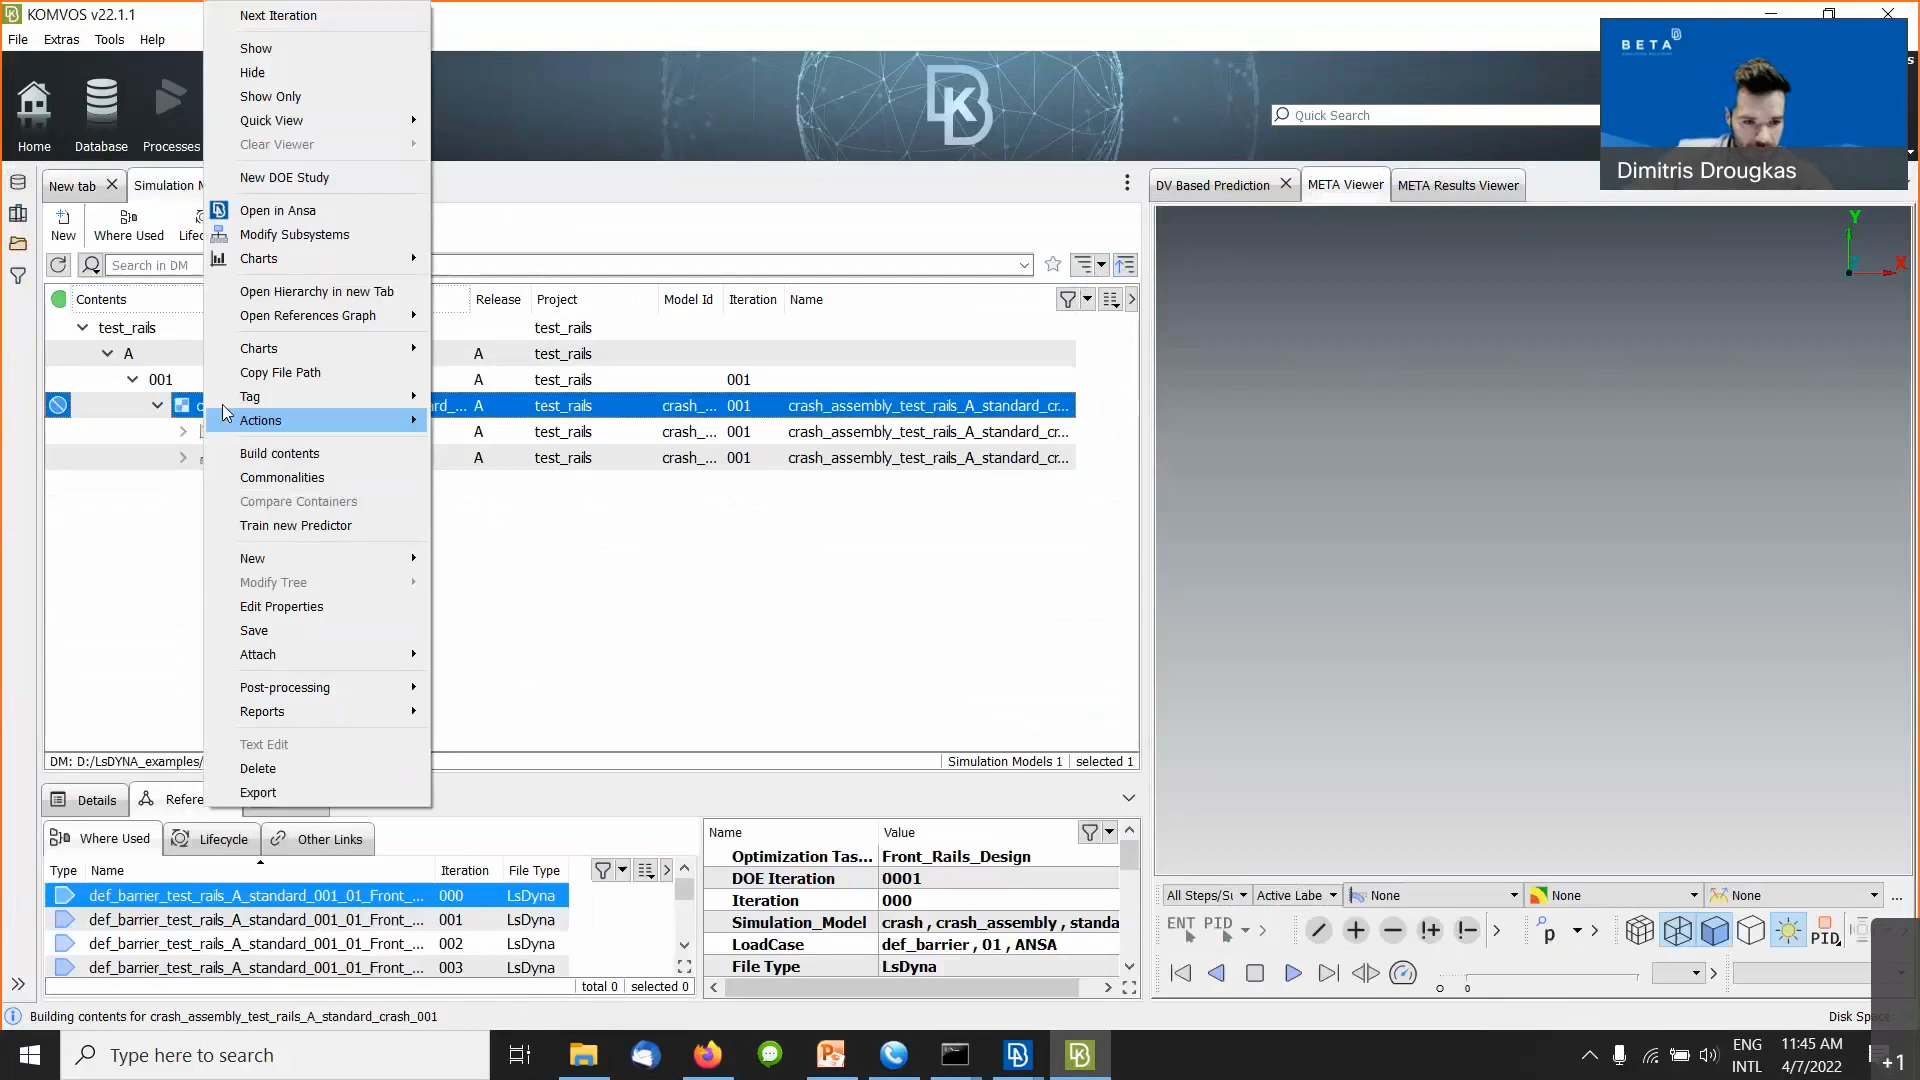 KOMVOS v22.1.1
File Extras Tools Help
Home Database Processes
Quick Search
BETA
Dimitris Drougkas
New tab
Simulation M
New Where Used Lifec
Search in DM
Contents Release Project Model Id Iteration Name
test_rails test_rails
A A test_rails
001 A test_rails 001
rd_... A test_rails crash_... 001 crash_assembly_test_rails_A_standard_cr...
A test_rails crash_... 001 crash_assembly_test_rails_A_standard_cr...
A test_rails crash_... 001 crash_assembly_test_rails_A_standard_cr...
DM: D:/LsDYNA_examples/
Simulation Models 1 selected 1
Next Iteration
Show
Hide
Show Only
Quick View
Clear Viewer
New DOE Study
Open in Ansa
Modify Subsystems
Charts
Open Hierarchy in new Tab
Open References Graph
Charts
Copy File Path
Tag
Actions
Build contents
Commonalities
Compare Containers
Train new Predictor
New
Modify Tree
Edit Properties
Save
Attach
Post-processing
Reports
Text Edit
Delete
Export
DV Based Prediction META Viewer META Results Viewer
Y
X
Details Refere
Where Used Lifecycle Other Links
Type Name Iteration File Type
def_barrier_test_rails_A_standard_001_01_Front_... 000 LsDyna
def_barrier_test_rails_A_standard_001_01_Front_... 001 LsDyna
def_barrier_test_rails_A_standard_001_01_Front_... 002 LsDyna
def_barrier_test_rails_A_standard_001_01_Front_... 003 LsDyna
total 0 selected 0
Name Value
Optimization Tas... Front_Rails_Design
DOE Iteration 0001
Iteration 000
Simulation_Model crash , crash_assembly , standa
LoadCase def_barrier , 01 , ANSA
File Type LsDyna
All Steps/Su Active Labe None None None ...
ENT PID
p
PID
0
Building contents for crash_assembly_test_rails_A_standard_crash_001
Disk Space:
Type here to search
ENG
INTL
11:45 AM
4/7/2022
+1